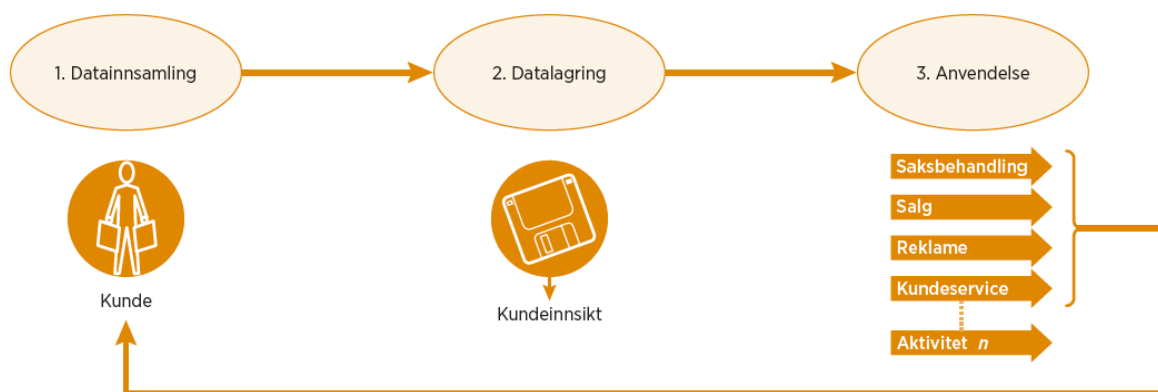 1. Datainnsamling
2. Datalagring
3. Anvendelse
Kunde
Kundeinnsikt
Saksbehandling
Salg
Reklame
Kundeservice
Aktivitet n